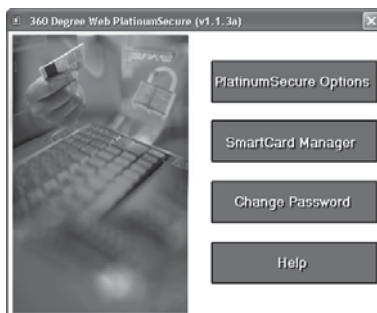 360 Degree Web PlatinumSecure (v1.1.3a)
PlatinumSecure Options
SmartCard Manager
Change Password
Help